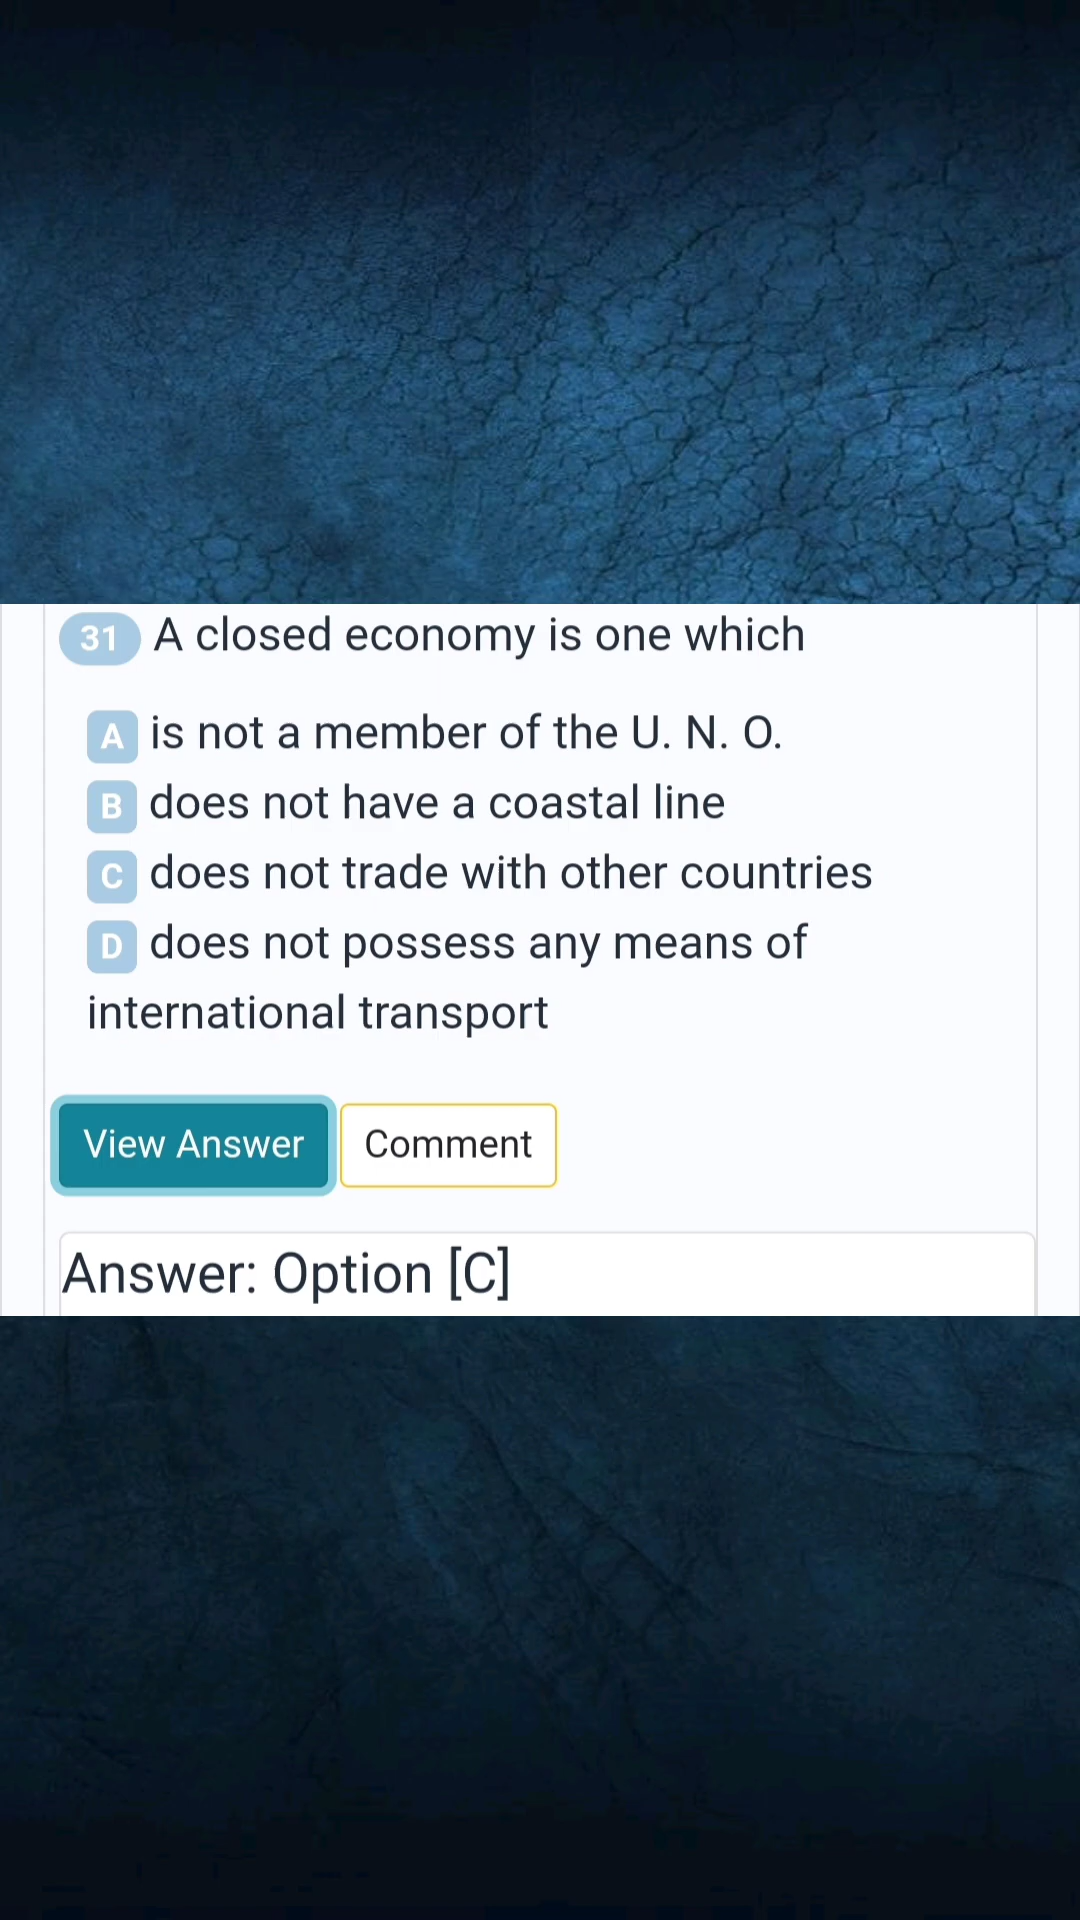 31 A closed economy is one which
A is not a member of the U. N. O.
B does not have a coastal line
C does not trade with other countries
D does not possess any means of
international transport
View Answer Comment
Answer: Option [C]